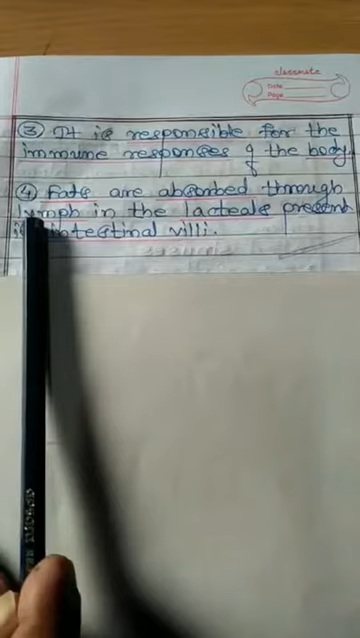 classmate
Date
Page
③ It is responsible for the
immune responses of the body.
④ Fats are absorbed through
lymph in the lacteals present
intestinal villi.